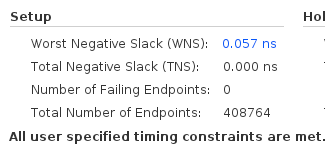 Setup
Hol
Worst Negative Slack (WNS): 0.057 ns
Total Negative Slack (TNS): 0.000 ns
Number of Failing Endpoints: 0
Total Number of Endpoints: 408764
All user specified timing constraints are met.